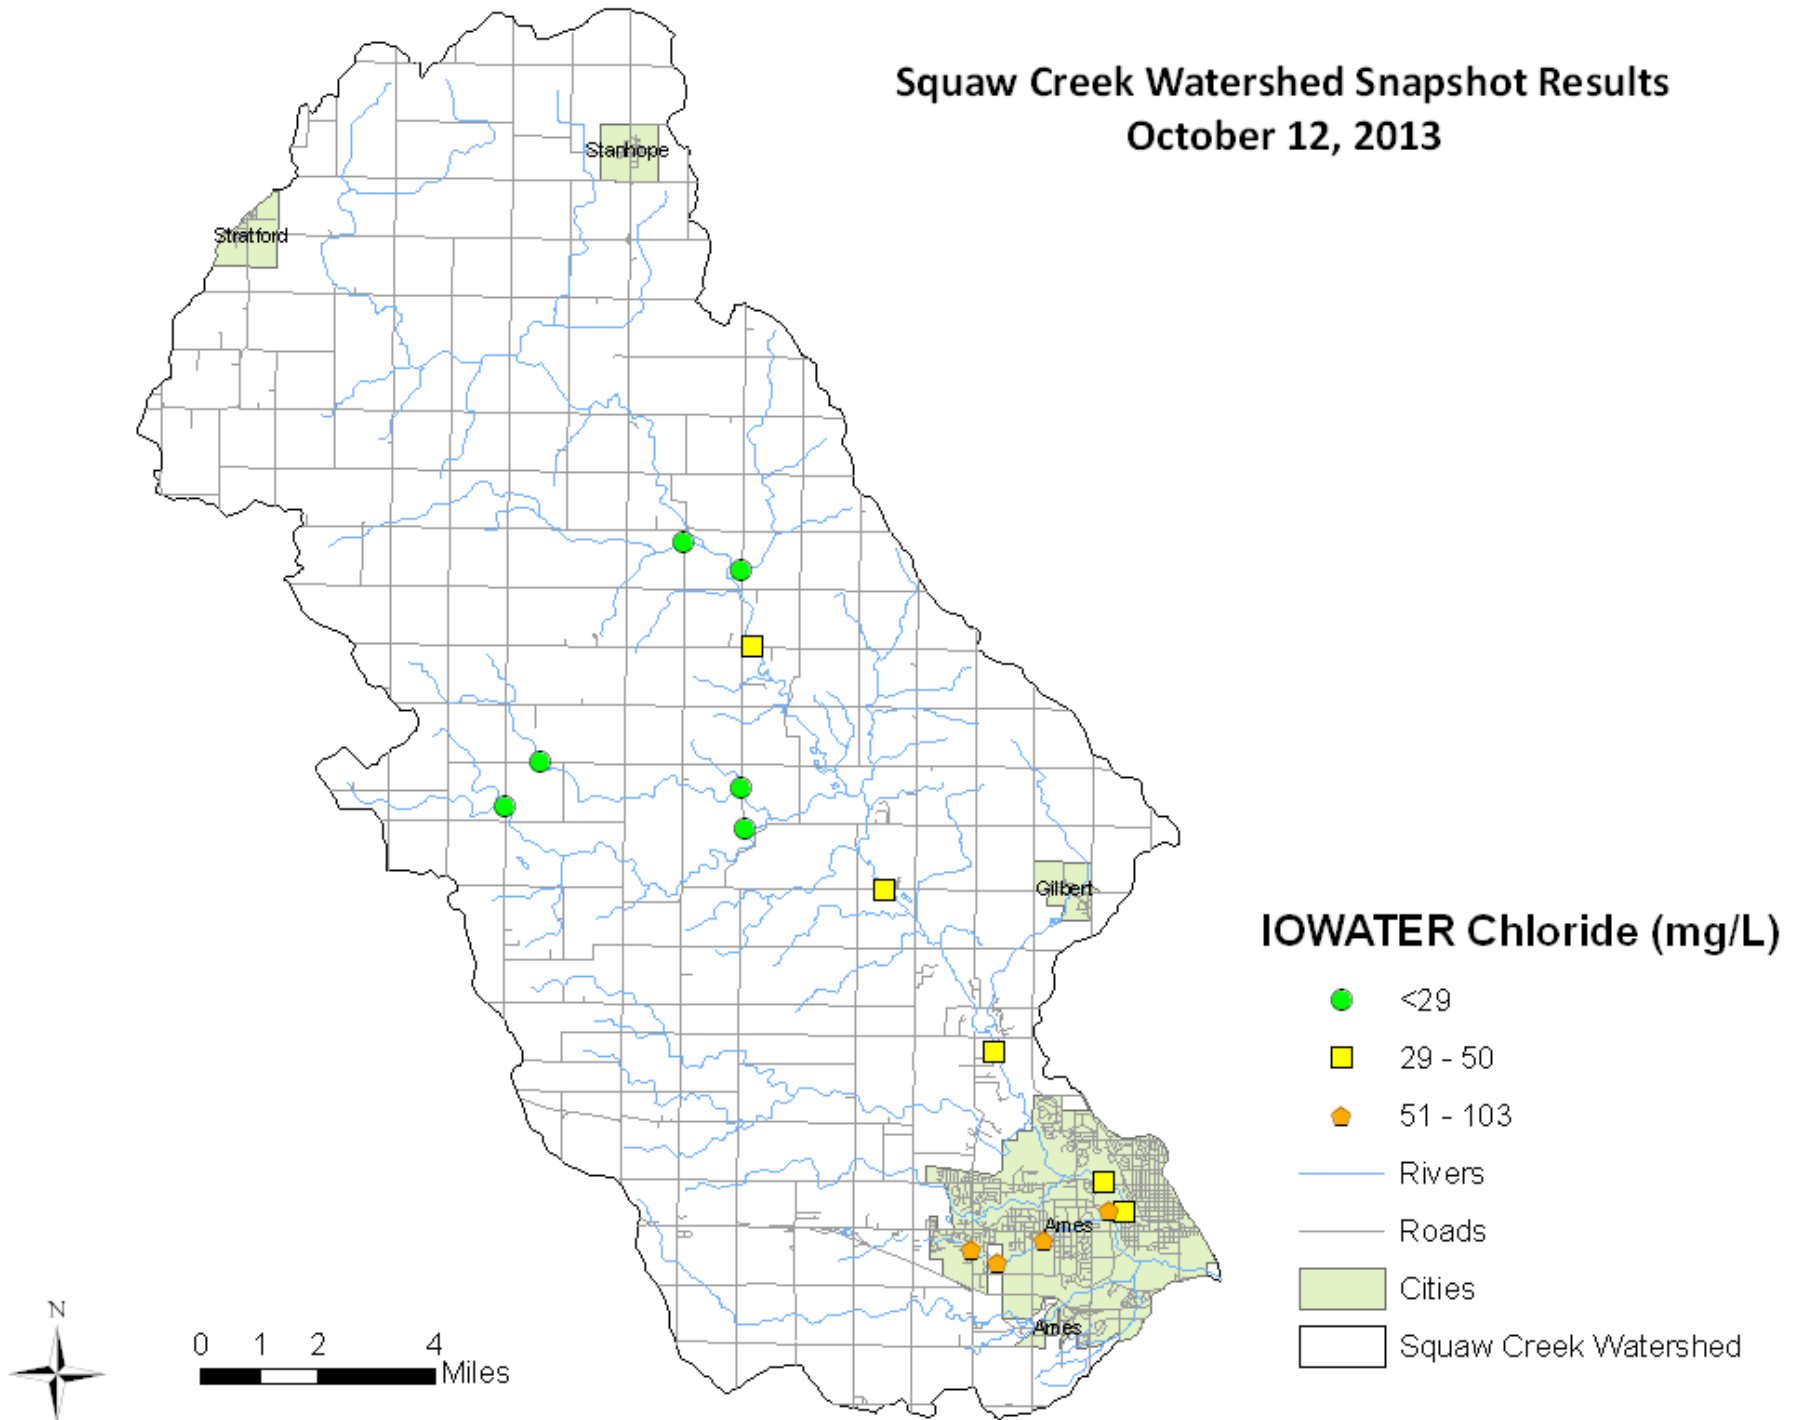 Squaw Creek Watershed Snapshot Results
October 12, 2013
Stanhope
Stratford
Gilbert
Ames
Ames
IOWATER Chloride (mg/L)
<29
29 - 50
51 - 103
Rivers
Roads
Cities
Squaw Creek Watershed
N
0 1 2 4
Miles